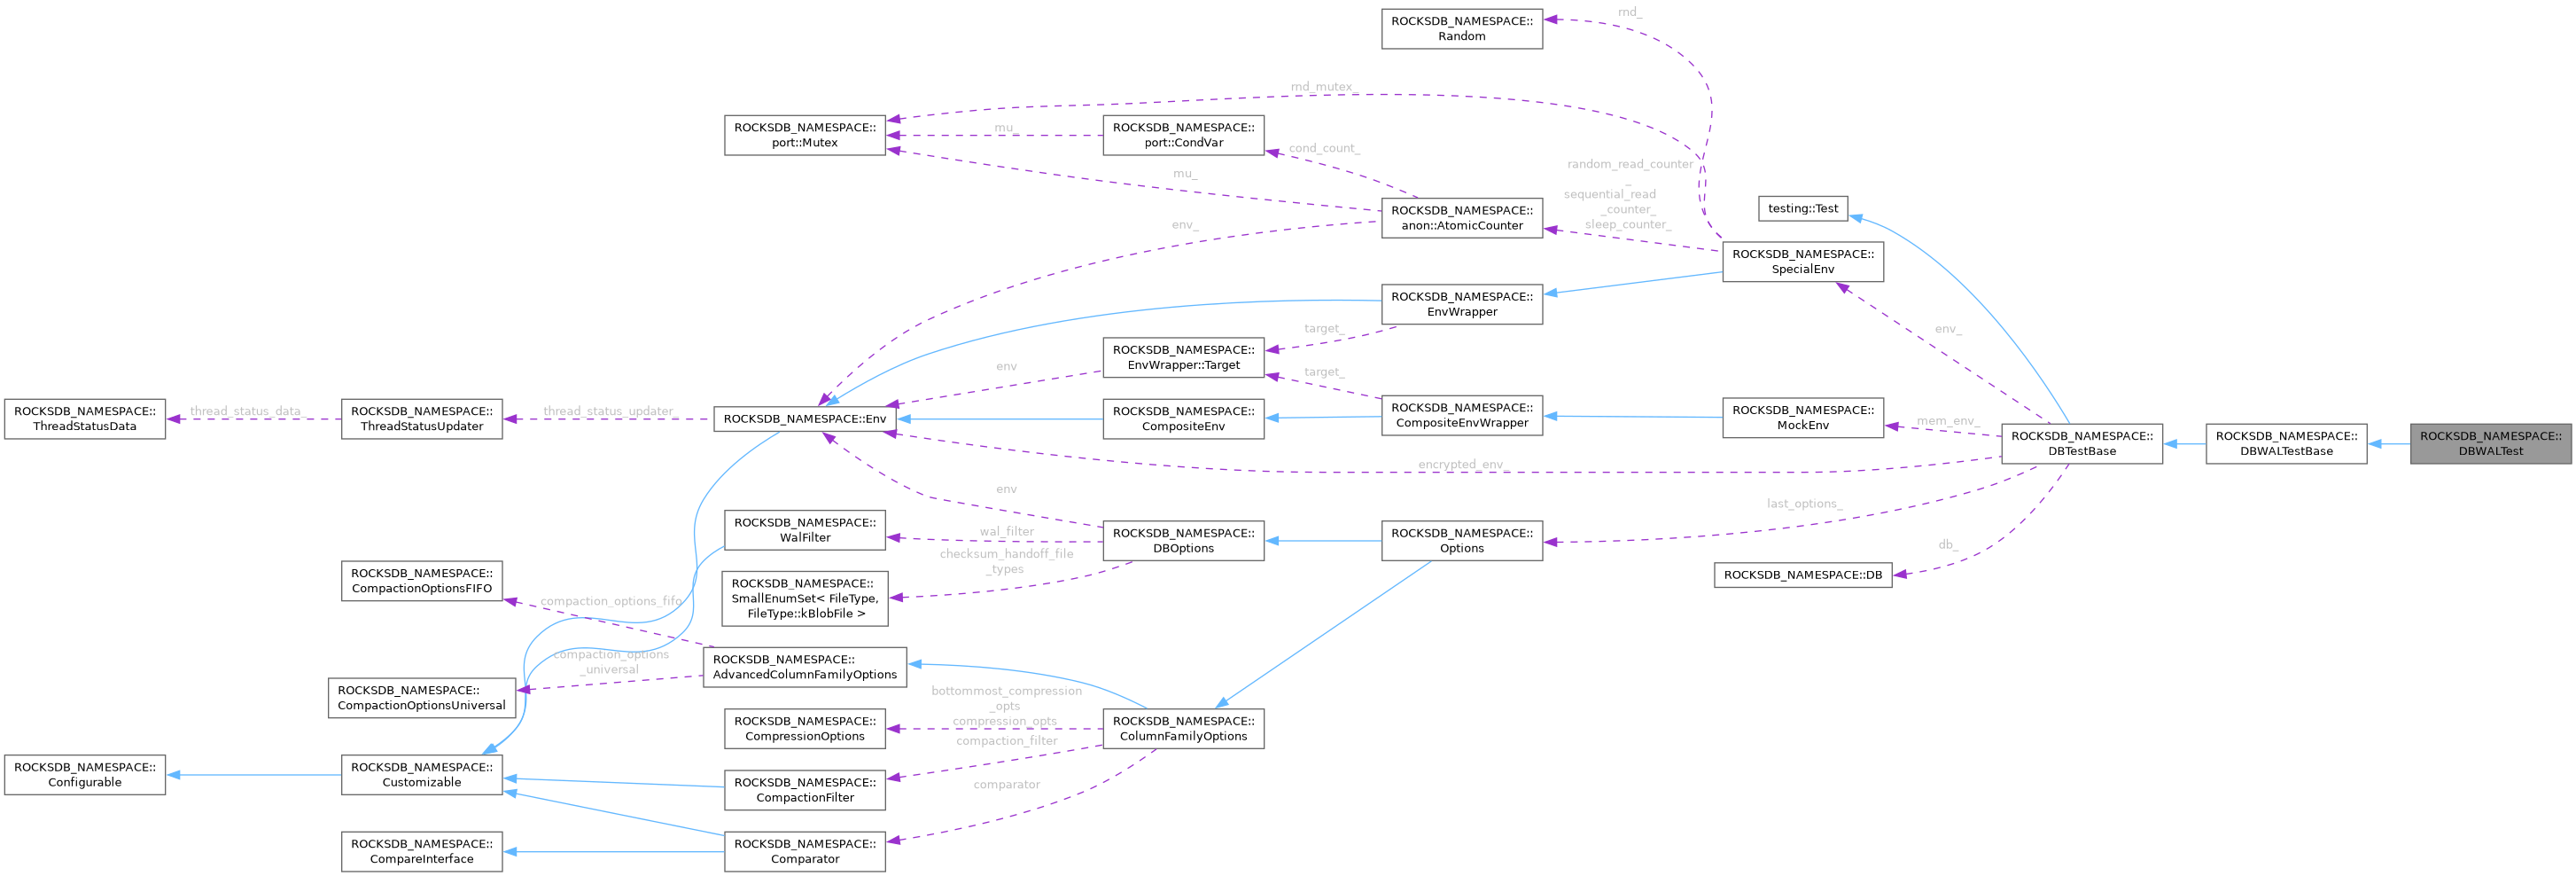 ROCKSDB_NAMESPACE::
Random
rnd_
rnd_mutex_
ROCKSDB_NAMESPACE::
port::Mutex
mu_
ROCKSDB_NAMESPACE::
port::CondVar
cond_count_
mu_
random_read_counter
_
sequential_read
_counter_
sleep_counter_
ROCKSDB_NAMESPACE::
anon::AtomicCounter
testing::Test
env_
ROCKSDB_NAMESPACE::
SpecialEnv
ROCKSDB_NAMESPACE::
EnvWrapper
target_
env_
ROCKSDB_NAMESPACE::
EnvWrapper::Target
env
target_
ROCKSDB_NAMESPACE::
ThreadStatusData
thread_status_data_
ROCKSDB_NAMESPACE::
ThreadStatusUpdater
thread_status_updater_
ROCKSDB_NAMESPACE::Env
ROCKSDB_NAMESPACE::
CompositeEnv
ROCKSDB_NAMESPACE::
CompositeEnvWrapper
ROCKSDB_NAMESPACE::
MockEnv
mem_env_
ROCKSDB_NAMESPACE::
DBTestBase
ROCKSDB_NAMESPACE::
DBWALTestBase
ROCKSDB_NAMESPACE::
DBWALTest
encrypted_env_
env
last_options_
ROCKSDB_NAMESPACE::
WalFilter
wal_filter
ROCKSDB_NAMESPACE::
DBOptions
ROCKSDB_NAMESPACE::
Options
db_
checksum_handoff_file
_types
ROCKSDB_NAMESPACE::
CompactionOptionsFIFO
ROCKSDB_NAMESPACE::
SmallEnumSet< FileType,
FileType::kBlobFile >
ROCKSDB_NAMESPACE::DB
compaction_options_fifo
compaction_options
_universal
ROCKSDB_NAMESPACE::
AdvancedColumnFamilyOptions
ROCKSDB_NAMESPACE::
CompactionOptionsUniversal
bottommost_compression
_opts
compression_opts
ROCKSDB_NAMESPACE::
CompressionOptions
ROCKSDB_NAMESPACE::
ColumnFamilyOptions
compaction_filter
ROCKSDB_NAMESPACE::
Configurable
ROCKSDB_NAMESPACE::
Customizable
ROCKSDB_NAMESPACE::
CompactionFilter
comparator
ROCKSDB_NAMESPACE::
CompareInterface
ROCKSDB_NAMESPACE::
Comparator